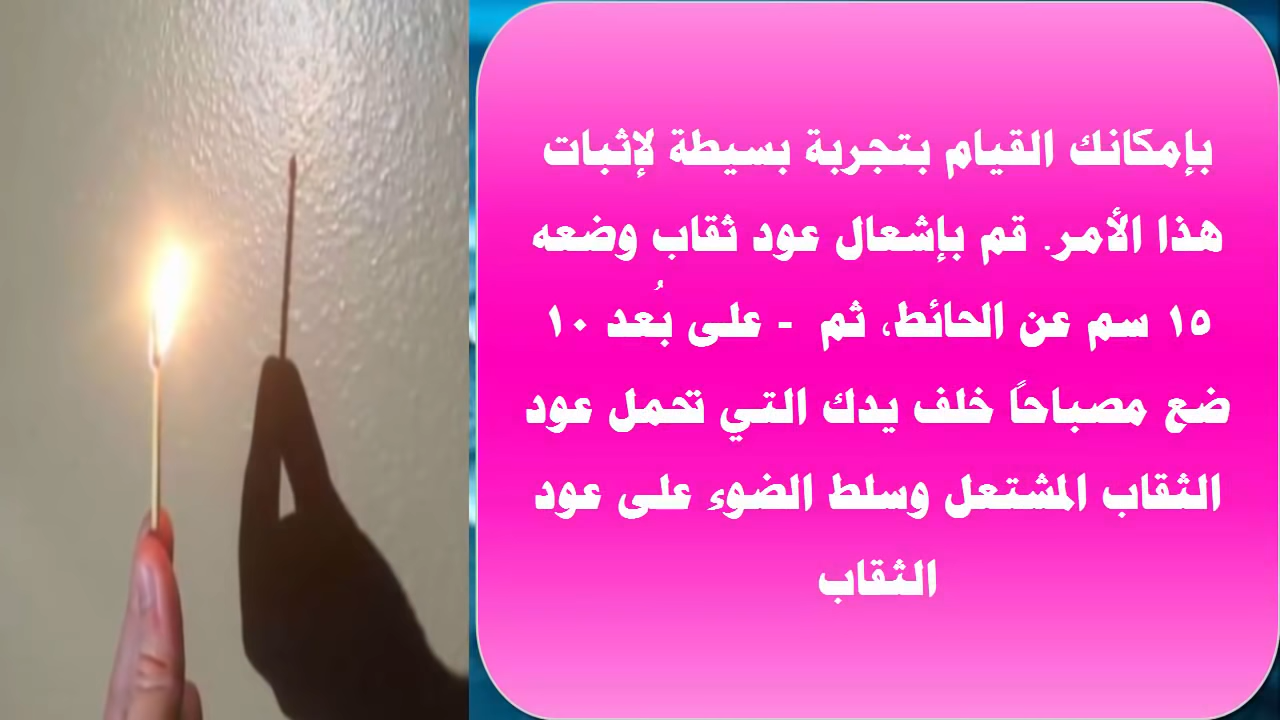 بإمكانك القيام بتجربة بسيطة لإثبات
هذا الأمر. قم بإشعال عود ثقاب وضعه
١٥ سم عن الحائط، ثم - على بُعد ١٠
ضع مصباحاً خلف يدك التي تحمل عود
الثقاب المشتعل وسلط الضوء على عود
الثقاب